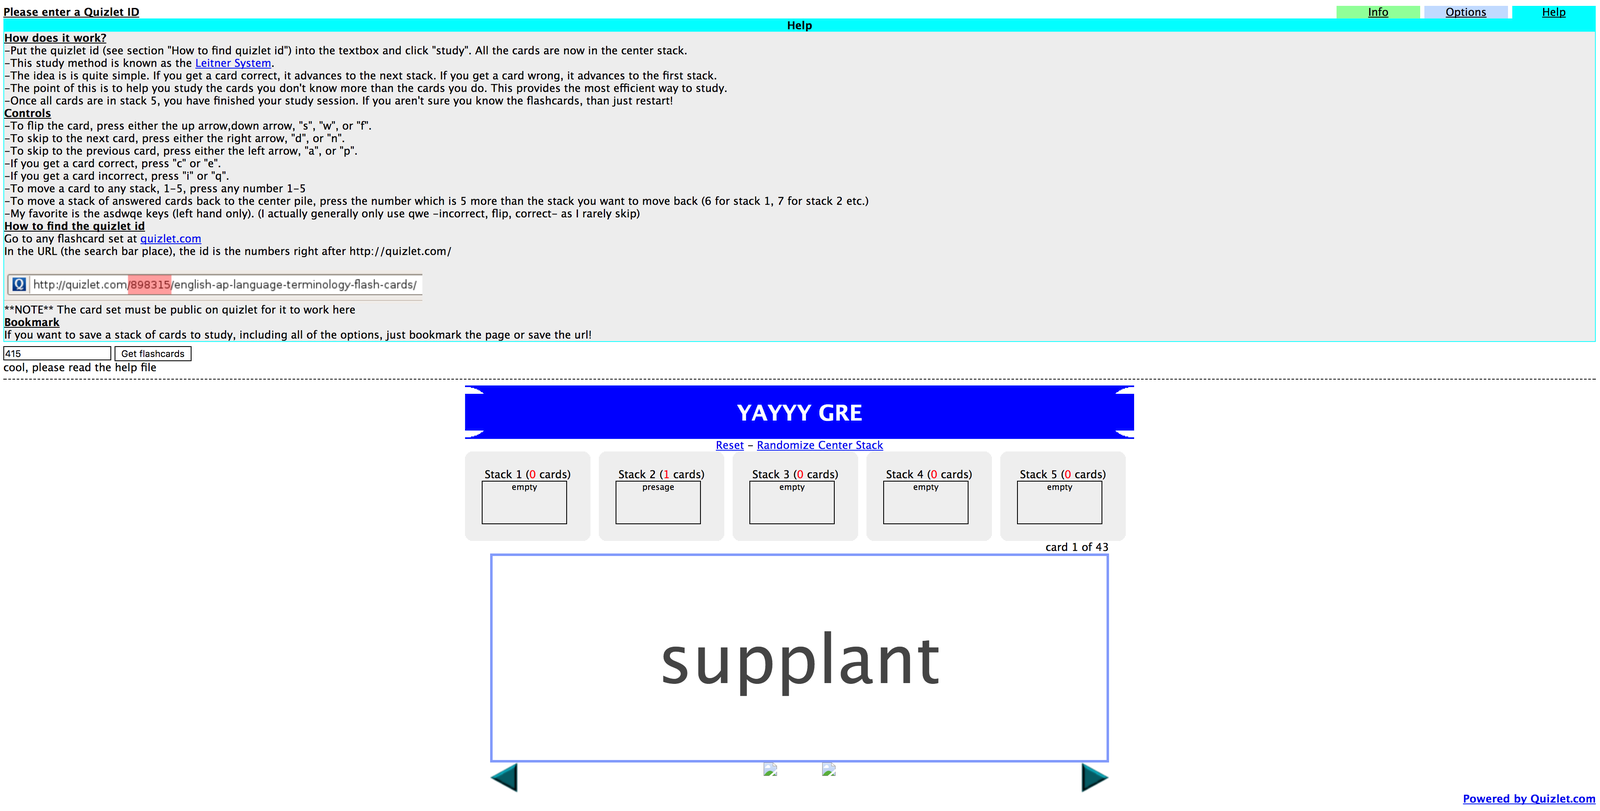 Please enter a Quizlet ID
Info
Options
Help
Help
How does it work?
-Put the quizlet id (see section "How to find quizlet id") into the textbox and click "study". All the cards are now in the center stack.
-This study method is known as the Leitner System.
-The idea is is quite simple. If you get a card correct, it advances to the next stack. If you get a card wrong, it advances to the first stack.
-The point of this is to help you study the cards you don't know more than the cards you do. This provides the most efficient way to study.
-Once all cards are in stack 5, you have finished your study session. If you aren't sure you know the flashcards, than just restart!
Controls
-To flip the card, press either the up arrow,down arrow, "s", "w", or "f".
-To skip to the next card, press either the right arrow, "d", or "n".
-To skip to the previous card, press either the left arrow, "a", or "p".
-If you get a card correct, press "c" or "e".
-If you get a card incorrect, press "i" or "q".
-To move a card to any stack, 1-5, press any number 1-5
-To move a stack of answered cards back to the center pile, press the number which is 5 more than the stack you want to move back (6 for stack 1, 7 for stack 2 etc.)
-My favorite is the asdwqe keys (left hand only). (I actually generally only use qwe -incorrect, flip, correct- as I rarely skip)
How to find the quizlet id
Go to any flashcard set at quizlet.com
In the URL (the search bar place), the id is the numbers right after http://quizlet.com/
Q http://quizlet.com/898315/english-ap-language-terminology-flash-cards/
**NOTE** The card set must be public on quizlet for it to work here
Bookmark
If you want to save a stack of cards to study, including all of the options, just bookmark the page or save the url!
415 Get flashcards
cool, please read the help file
YAYYY GRE
Reset - Randomize Center Stack
Stack 1 (0 cards)
empty
Stack 2 (1 cards)
presage
Stack 3 (0 cards)
empty
Stack 4 (0 cards)
empty
Stack 5 (0 cards)
empty
card 1 of 43
supplant
Powered by Quizlet.com